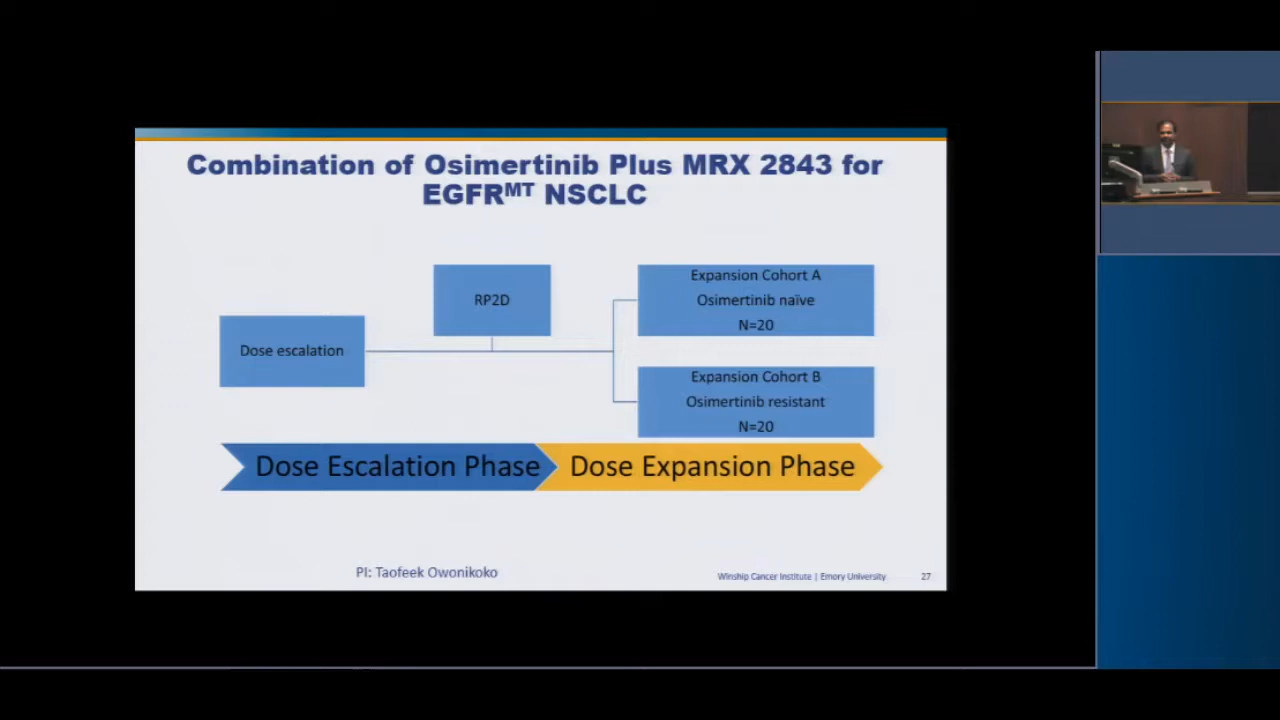 Combination of Osimertinib Plus MRX 2843 for
EGFRᴹᵀ NSCLC
Dose escalation
RP2D
Expansion Cohort A
Osimertinib naïve
N=20
Expansion Cohort B
Osimertinib resistant
N=20
Dose Escalation Phase
Dose Expansion Phase
PI: Taofeek Owonikoko
Winship Cancer Institute | Emory University
27